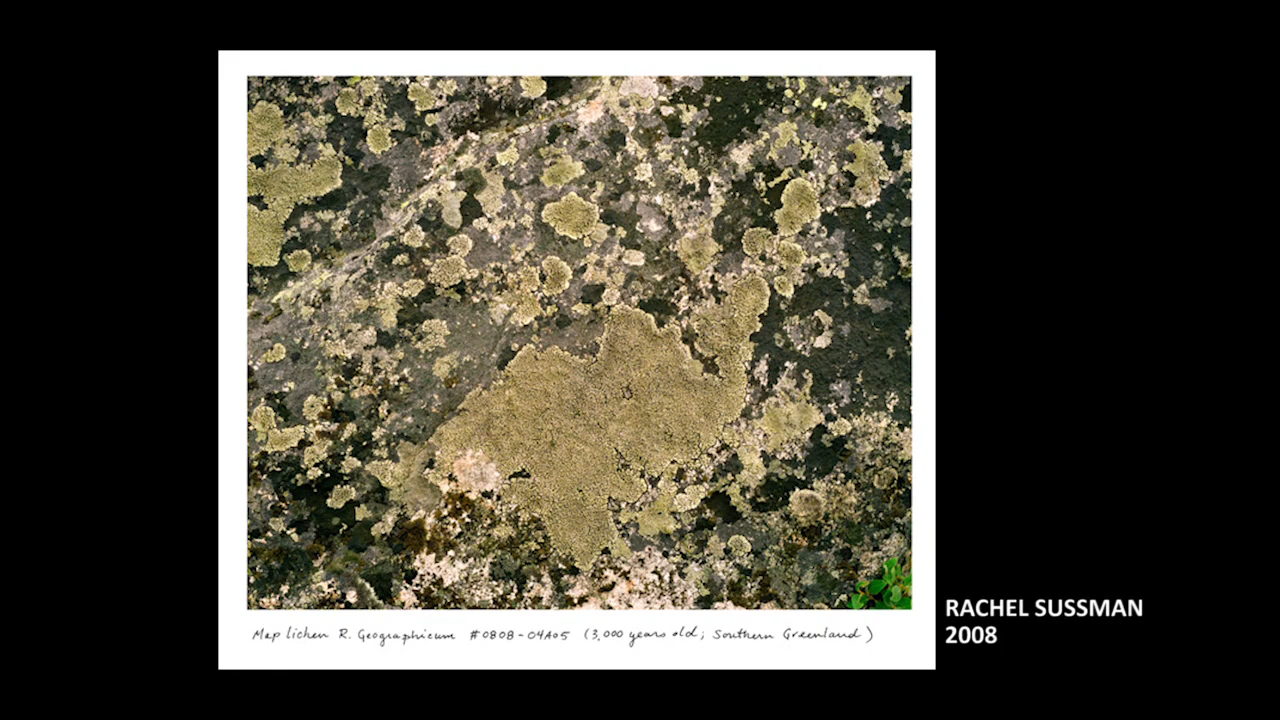 Map lichen R. Geographicum #0808-04A05 (3,000 years old; Southern Greenland)
RACHEL SUSSMAN
2008